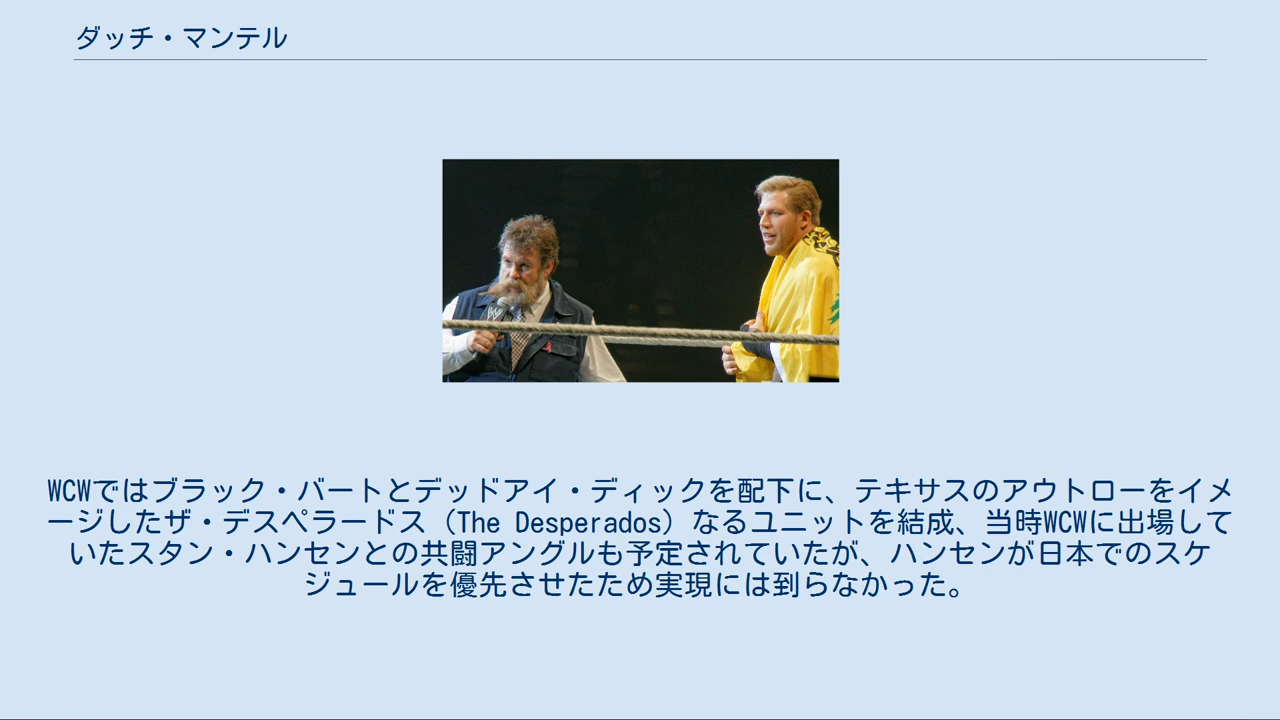 ダッチ・マンテル
WCWではブラック・バートとデッドアイ・ディックを配下に、テキサスのアウトローをイメ
ージしたザ・デスペラードス（The Desperados）なるユニットを結成、当時WCWに出場して
いたスタン・ハンセンとの共闘アングルも予定されていたが、ハンセンが日本でのスケ
ジュールを優先させたため実現には到らなかった。